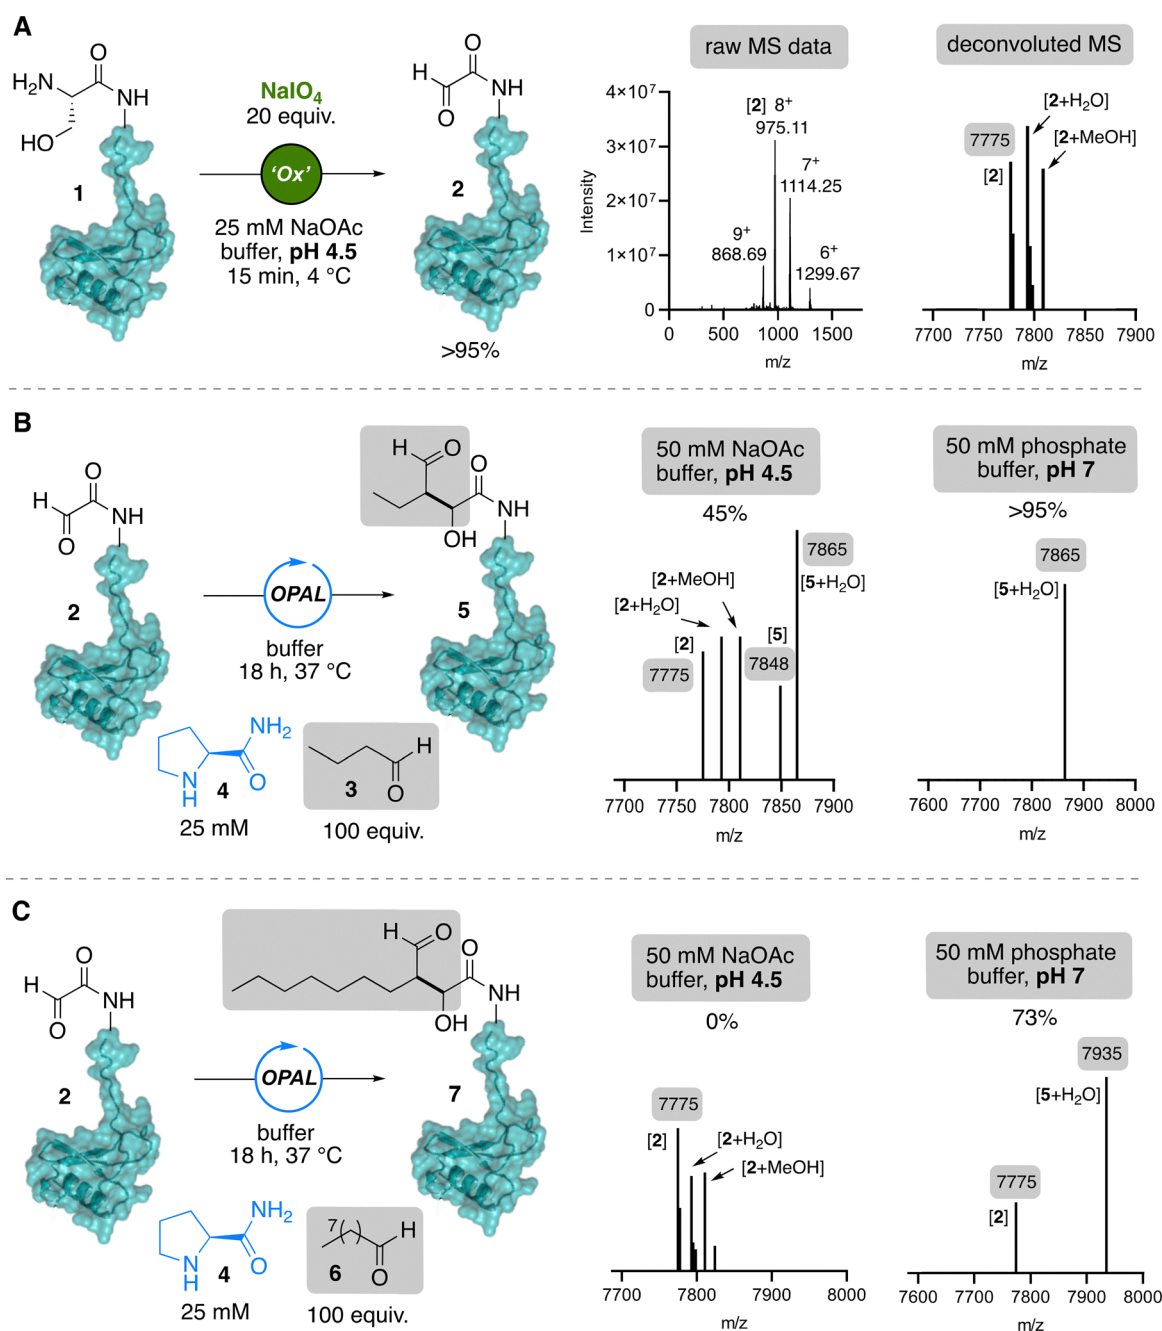 A
H₂N
O
NH
HO
1
NaIO₄
20 equiv.
'Ox'
25 mM NaOAc
buffer, pH 4.5
15 min, 4 °C
H
O
O
NH
2
>95%
raw MS data
4×10⁷
3×10⁷
2×10⁷
1×10⁷
0
Intensity
[2] 8⁺
975.11
7⁺
1114.25
9⁺
868.69
6⁺
1299.67
0 500 1000 1500
m/z
deconvoluted MS
[2+H₂O]
7775
[2+MeOH]
[2]
7700 7750 7800 7850 7900
m/z
B
O
H
NH
O
2
OPAL
buffer
18 h, 37 °C
NH₂
O
N
H
4
25 mM
H
O
3
100 equiv.
H
O
O
NH
OH
5
50 mM NaOAc
buffer, pH 4.5
45%
7865
[5+H₂O]
[2+MeOH]
[2+H₂O]
[2]
[5]
7775
7848
7700 7750 7800 7850 7900
m/z
50 mM phosphate
buffer, pH 7
>95%
7865
[5+H₂O]
7600 7700 7800 7900 8000
m/z
C
O
H
NH
O
2
OPAL
buffer
18 h, 37 °C
NH₂
O
N
H
4
25 mM
7
H
O
6
100 equiv.
H
O
O
NH
OH
7
50 mM NaOAc
buffer, pH 4.5
0%
7775
[2]
[2+H₂O]
[2+MeOH]
7700 7800 7900 8000
m/z
50 mM phosphate
buffer, pH 7
73%
7935
[5+H₂O]
7775
[2]
7600 7700 7800 7900 8000
m/z